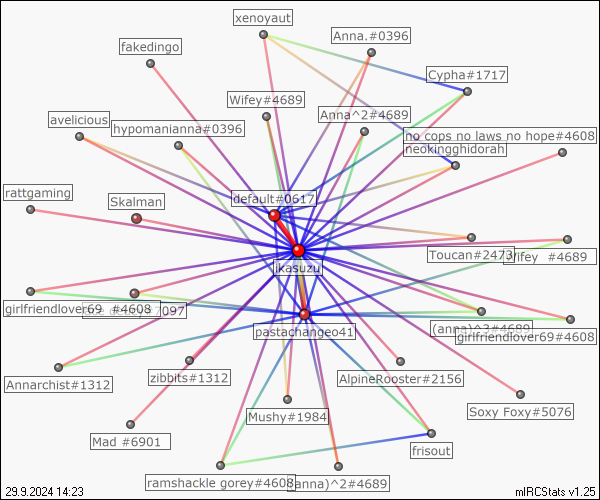 xenoyaut
Anna.#0396
fakedingo
Cypha#1717
Wifey#4689
Anna^2#4689
avelicious
hypomanianna#0396
no cops no laws no hope#4608
neokingghidorah
rattgaming
Skalman
default#0617
Toucan#2473
Wifey #4689
ikasuzu
girlfriendlover69 #4608
7097
pastachangeo41
(anna)^3#4689
girlfriendlover69#4608
Annarchist#1312
zibbits#1312
AlpineRooster#2156
Mushy#1984
Soxy Foxy#5076
Mad #6901
frisout
ramshackle gorey#4608
(anna)^2#4689
29.9.2024 14:23
mIRCStats v1.25